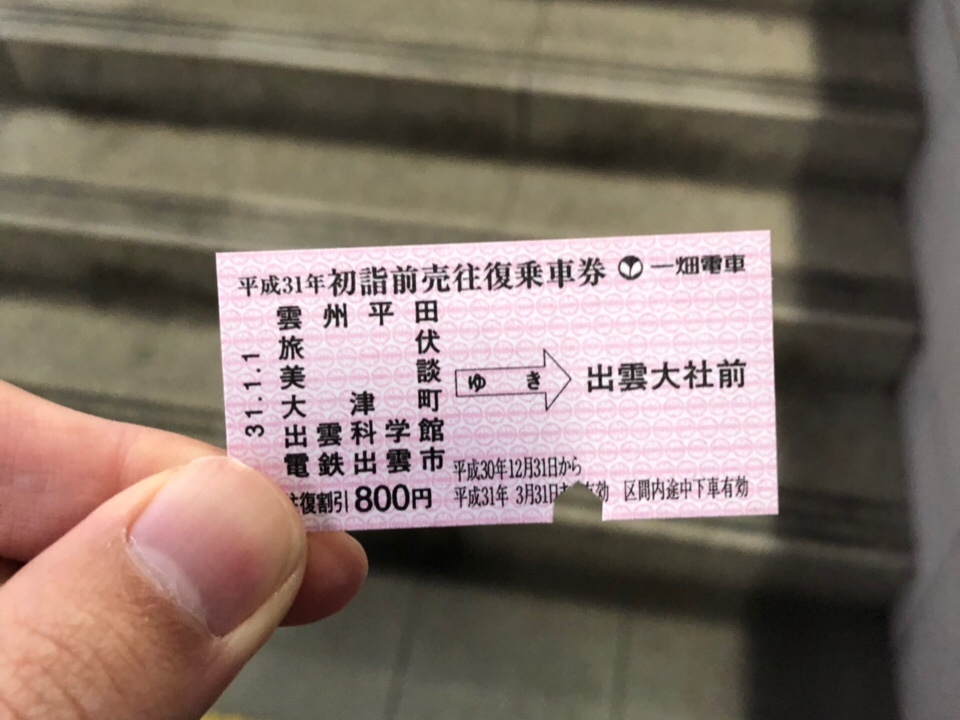 平成31年 初詣前売往復乗車券 一畑電車
31.1.1
雲州平田
旅伏
美談
大津町
出雲科学館
電鉄出雲市
ゆき
出雲大社前
復割引 800円
平成30年12月31日から
平成31年 3月31日 有効 区間内途中下車有効